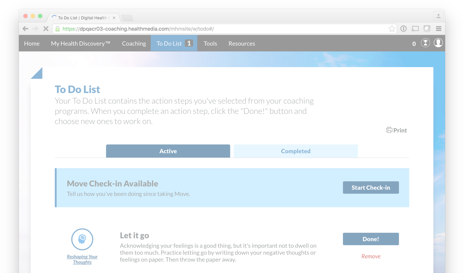 To Do List | Digital Health
https://dpqacr03-coaching.healthmedia.com/mhmsite/w/todo#/
Home My Health Discovery™ Coaching To Do List 1 Tools Resources 0
To Do List
Your To Do List contains the action steps you've selected from your coaching
programs. When you complete an action step, click the "Done!" button and
choose new ones to work on.
Print
Active Completed
Move Check-in Available
Tell us how you've been doing since taking Move.
Start Check-in
Let it go
Acknowledging your feelings is a good thing, but it's important not to dwell on
them too much. Practice letting go by writing down your negative thoughts or
feelings on paper. Then throw the paper away.
Reshaping Your
Thoughts
Done!
Remove